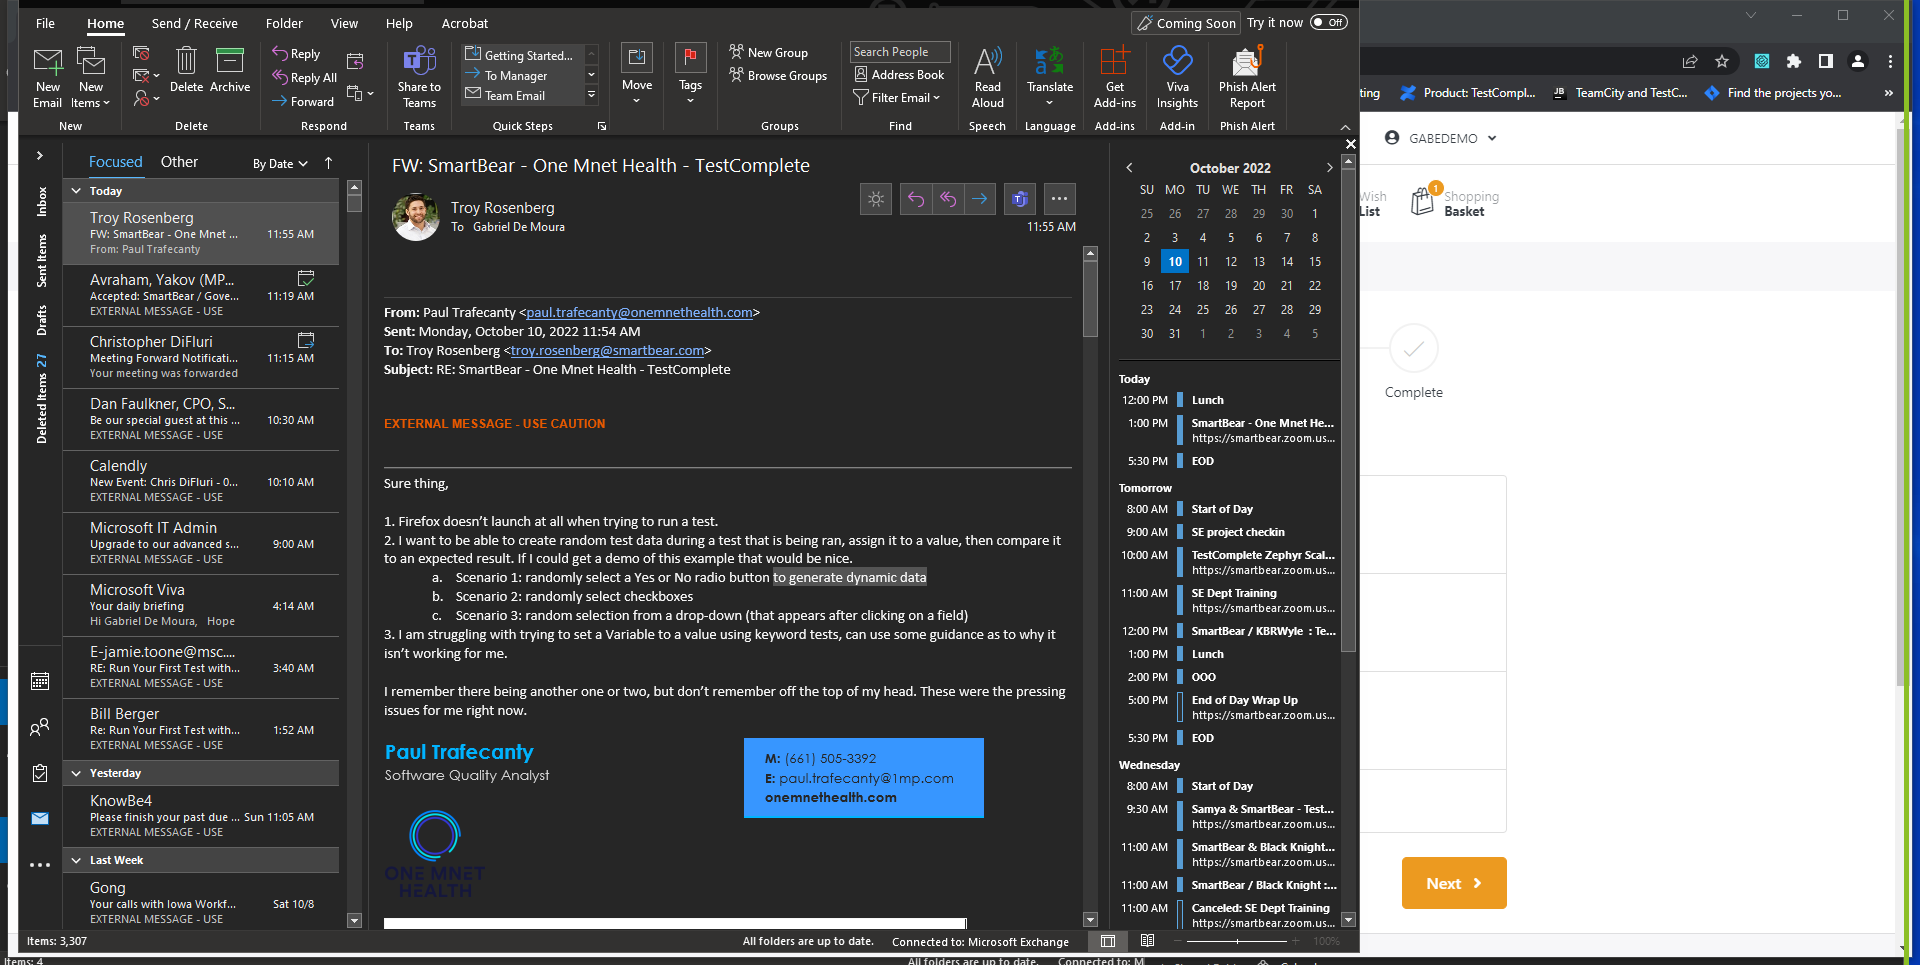 File Home Send / Receive Folder View Help Acrobat Coming Soon Try it now Off
New Email
New Items
Delete
Archive
Reply
Reply All
Forward
Share to Teams
Getting Started...
To Manager
Team Email
Move
Tags
New Group
Browse Groups
Search People
Address Book
Filter Email
Read Aloud
Translate
Get Add-ins
Viva Insights
Phish Alert Report
New Delete Respond Teams Quick Steps Groups Find Speech Language Add-ins Add-in Phish Alert
Inbox
Sent Items
Drafts
Deleted Items 27
Focused Other By Date
Today
Troy Rosenberg
FW: SmartBear - One Mnet ... 11:55 AM
From: Paul Trafecanty
Avraham, Yakov (MP...
Accepted: SmartBear / Gove... 11:19 AM
EXTERNAL MESSAGE - USE
Christopher DiFluri
Meeting Forward Notificati... 11:15 AM
Your meeting was forwarded
Dan Faulkner, CPO, S...
Be our special guest at this ... 10:30 AM
EXTERNAL MESSAGE - USE
Calendly
New Event: Chris DiFluri - 0... 10:10 AM
EXTERNAL MESSAGE - USE
Microsoft IT Admin
Upgrade to our advanced s... 9:00 AM
EXTERNAL MESSAGE - USE
Microsoft Viva
Your daily briefing 4:14 AM
Hi Gabriel De Moura, Hope
E-jamie.toone@msc....
RE: Run Your First Test with... 3:40 AM
EXTERNAL MESSAGE - USE
Bill Berger
Re: Run Your First Test with... 1:52 AM
EXTERNAL MESSAGE - USE
Yesterday
KnowBe4
Please finish your past due ... Sun 11:05 AM
EXTERNAL MESSAGE - USE
Last Week
Gong
Your calls with Iowa Workf... Sat 10/8
EXTERNAL MESSAGE - USE
FW: SmartBear - One Mnet Health - TestComplete
Troy Rosenberg
To Gabriel De Moura 11:55 AM
From: Paul Trafecanty <paul.trafecanty@onemnethealth.com>
Sent: Monday, October 10, 2022 11:54 AM
To: Troy Rosenberg <troy.rosenberg@smartbear.com>
Subject: RE: SmartBear - One Mnet Health - TestComplete
EXTERNAL MESSAGE - USE CAUTION
Sure thing,
1. Firefox doesn’t launch at all when trying to run a test.
2. I want to be able to create random test data during a test that is being ran, assign it to a value, then compare it
to an expected result. If I could get a demo of this example that would be nice.
a. Scenario 1: randomly select a Yes or No radio button to generate dynamic data
b. Scenario 2: randomly select checkboxes
c. Scenario 3: random selection from a drop-down (that appears after clicking on a field)
3. I am struggling with trying to set a Variable to a value using keyword tests, can use some guidance as to why it
isn’t working for me.
I remember there being another one or two, but don’t remember off the top of my head. These were the pressing
issues for me right now.
Paul Trafecanty
Software Quality Analyst
M: (661) 505-3392
E: paul.trafecanty@1mp.com
onemnethealth.com
ONE MNET
HEALTH
October 2022
SU MO TU WE TH FR SA
25 26 27 28 29 30 1
2 3 4 5 6 7 8
9 10 11 12 13 14 15
16 17 18 19 20 21 22
23 24 25 26 27 28 29
30 31 1 2 3 4 5
Today
12:00 PM Lunch
1:00 PM SmartBear - One Mnet He...
https://smartbear.zoom.us...
5:30 PM EOD
Tomorrow
8:00 AM Start of Day
9:00 AM SE project checkin
10:00 AM TestComplete Zephyr Scal...
https://smartbear.zoom.us...
11:00 AM SE Dept Training
https://smartbear.zoom.us...
12:00 PM SmartBear / KBRWyle : Te...
1:00 PM Lunch
2:00 PM OOO
5:00 PM End of Day Wrap Up
https://smartbear.zoom.us...
5:30 PM EOD
Wednesday
8:00 AM Start of Day
9:30 AM Samya & SmartBear - Test...
https://smartbear.zoom.us...
11:00 AM SmartBear & Black Knight...
https://smartbear.zoom.us...
11:00 AM SmartBear / Black Knight :...
11:00 AM Canceled: SE Dept Training
https://smartbear.zoom.us...
Items: 3,307 All folders are up to date. Connected to: Microsoft Exchange 100%
Items: 4 All folders are up to date. Connected to: M
ting Product: TestCompl... JB TeamCity and TestC... Find the projects yo... »
GABEDEMO
Wish
List
1
Shopping
Basket
Complete
Next